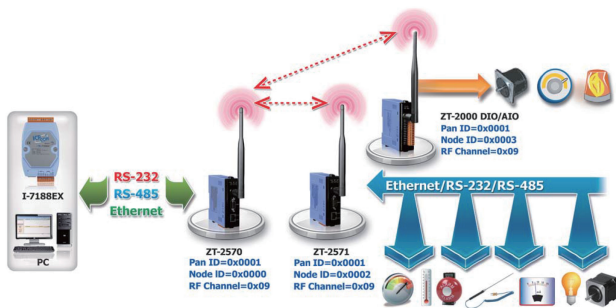 ZT-2000 DIO/AIO
Pan ID=0x0001
Node ID=0x0003
RF Channel=0x09
I-7188EX
RS-232
RS-485
Ethernet
PC
Ethernet/RS-232/RS-485
ZT-2570
Pan ID=0x0001
Node ID=0x0000
RF Channel=0x09
ZT-2571
Pan ID=0x0001
Node ID=0x0002
RF Channel=0x09